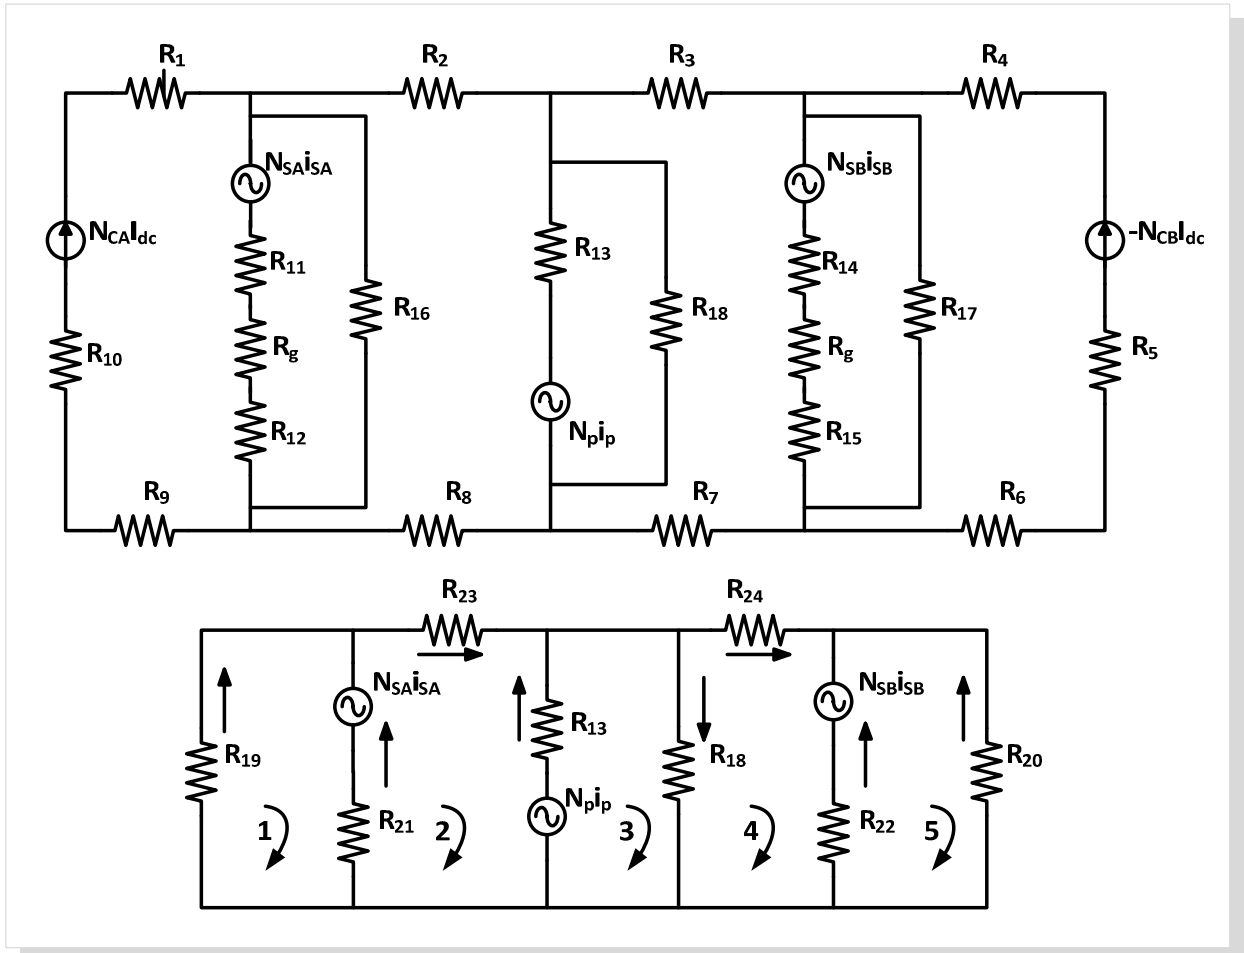 R1 R2 R3 R4
NSAiSA NSBiSB
NCAIdc R13 -NCBIdc
R11 R14
R16 R18 R17
R10 Rg Rg R5
R12 Npip R15
R9 R8 R7 R6
R23 R24
NSAiSA NSBiSB
R13
R19 R18 R20
Npip
R21 R22
1 2 3 4 5